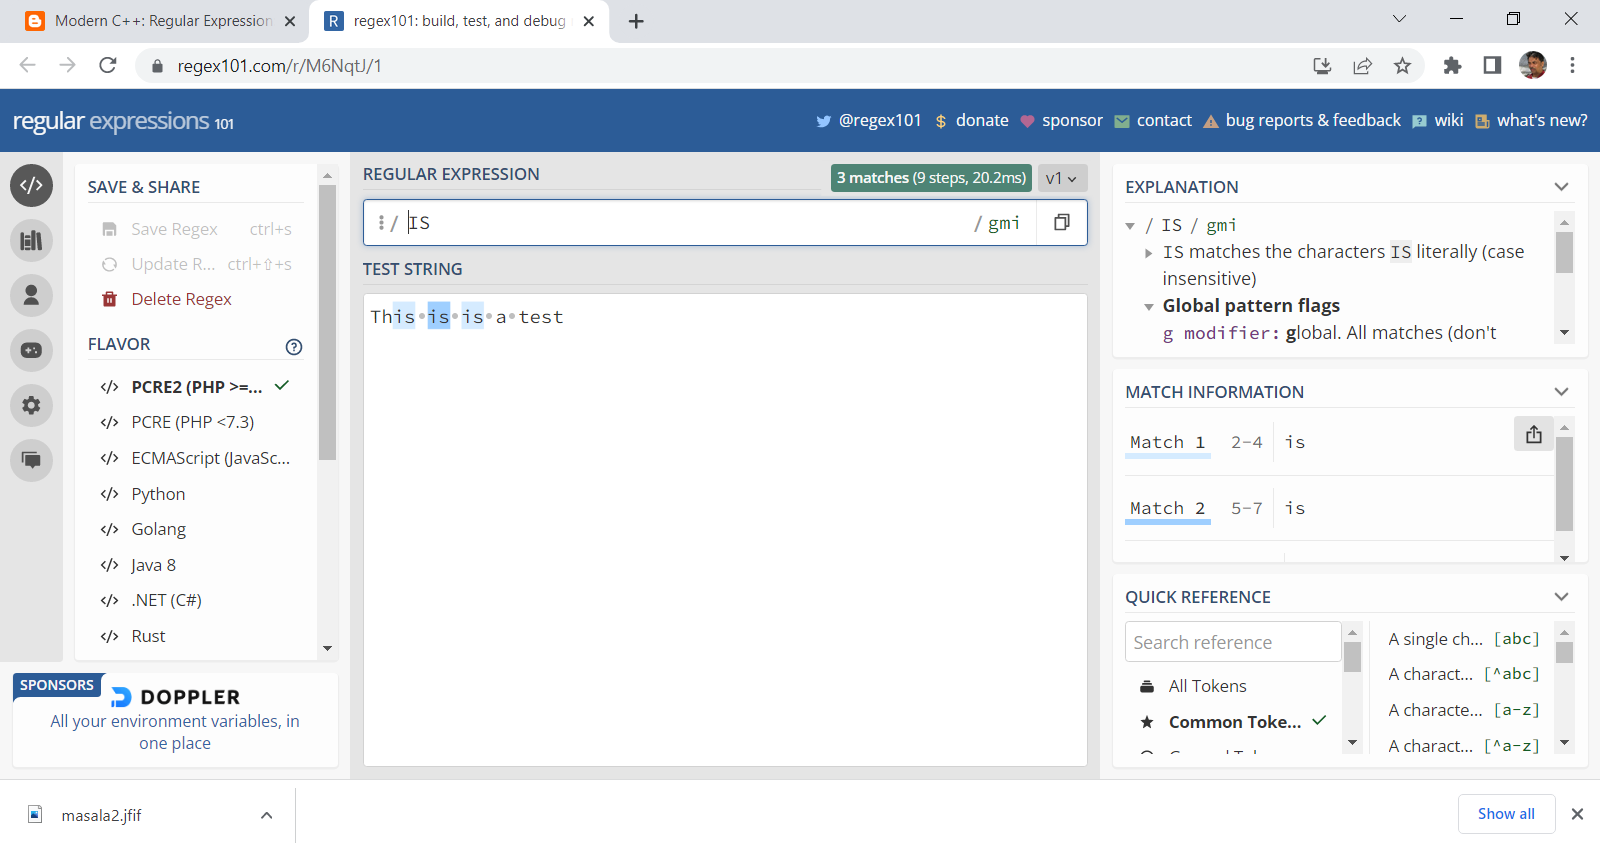 Modern C++: Regular Expression
regex101: build, test, and debug
regex101.com/r/M6NqtJ/1
regular expressions 101
@regex101
$ donate
sponsor
contact
bug reports & feedback
wiki
what's new?
SAVE & SHARE
Save Regex ctrl+s
Update R... ctrl+⇧+s
Delete Regex
FLAVOR
PCRE2 (PHP >=...
PCRE (PHP <7.3)
ECMAScript (JavaSc...
Python
Golang
Java 8
.NET (C#)
Rust
SPONSORS
DOPPLER
All your environment variables, in
one place
REGULAR EXPRESSION
3 matches (9 steps, 20.2ms)
v1
/ IS / gmi
TEST STRING
This·is·is·a·test
EXPLANATION
/ IS / gmi
IS matches the characters IS literally (case
insensitive)
Global pattern flags
g modifier: global. All matches (don't
MATCH INFORMATION
Match 1 2-4 is
Match 2 5-7 is
QUICK REFERENCE
Search reference
All Tokens
Common Toke...
A single ch... [abc]
A charact... [^abc]
A characte... [a-z]
A charact... [^a-z]
masala2.jfif
Show all